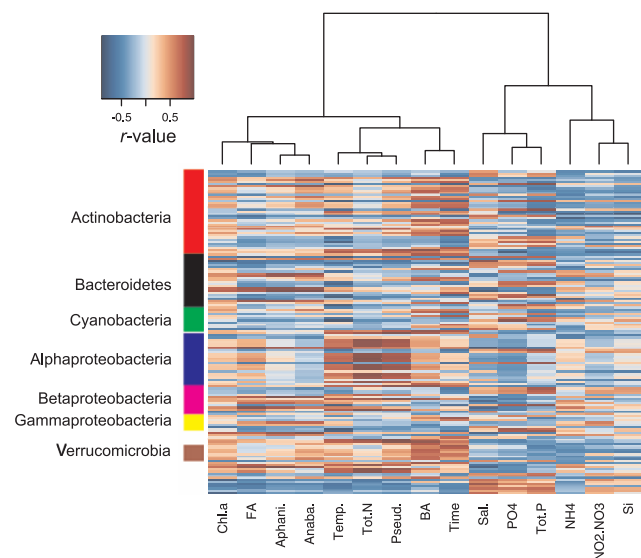 -0.5 0.5
r-value
Actinobacteria
Bacteroidetes
Cyanobacteria
Alphaproteobacteria
Betaproteobacteria
Gammaproteobacteria
Verrucomicrobia
Chl.a
FA
Aphani.
Anaba.
Temp.
Tot.N
Pseud.
BA
Time
Sal.
PO4
Tot.P
NH4
NO2.NO3
Si